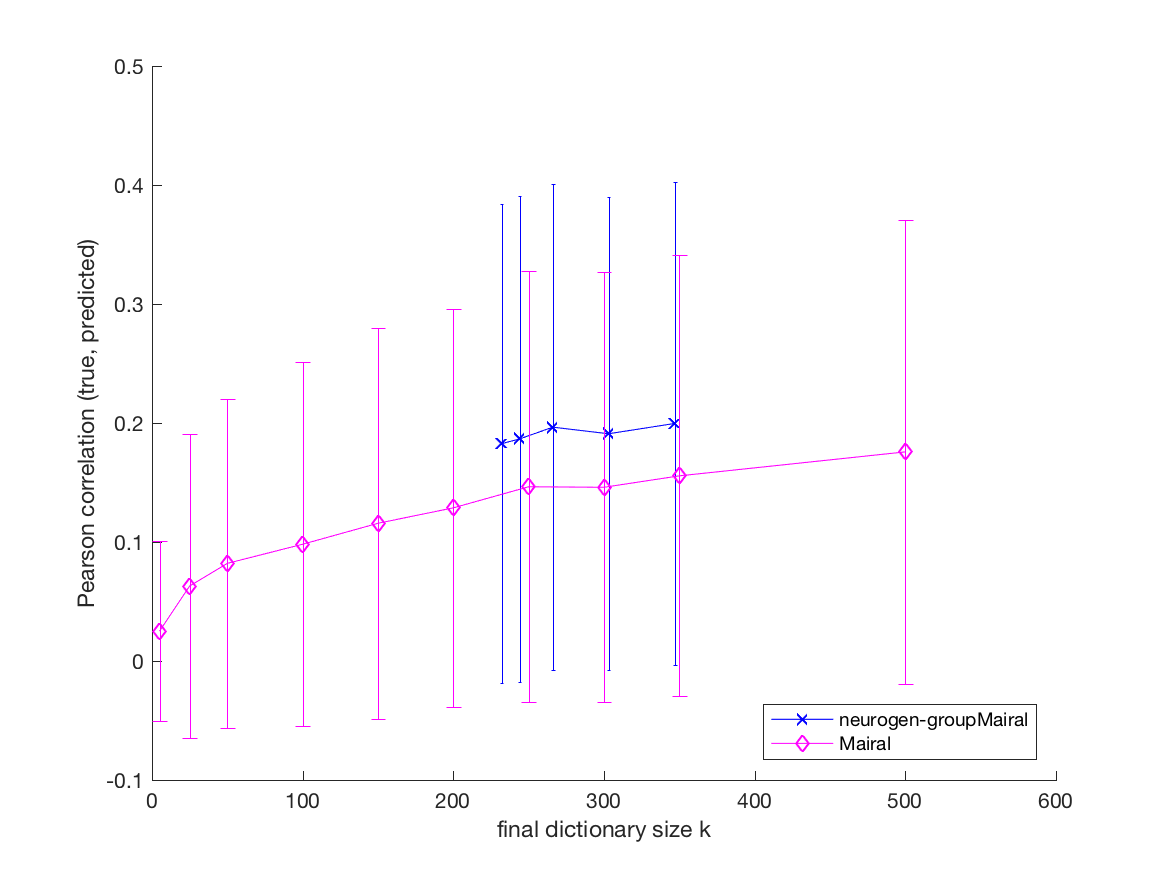 0.5
0.4
0.3
0.2
0.1
0
-0.1
Pearson correlation (true, predicted)
0 100 200 300 400 500 600
final dictionary size k
neurogen-groupMairal
Mairal